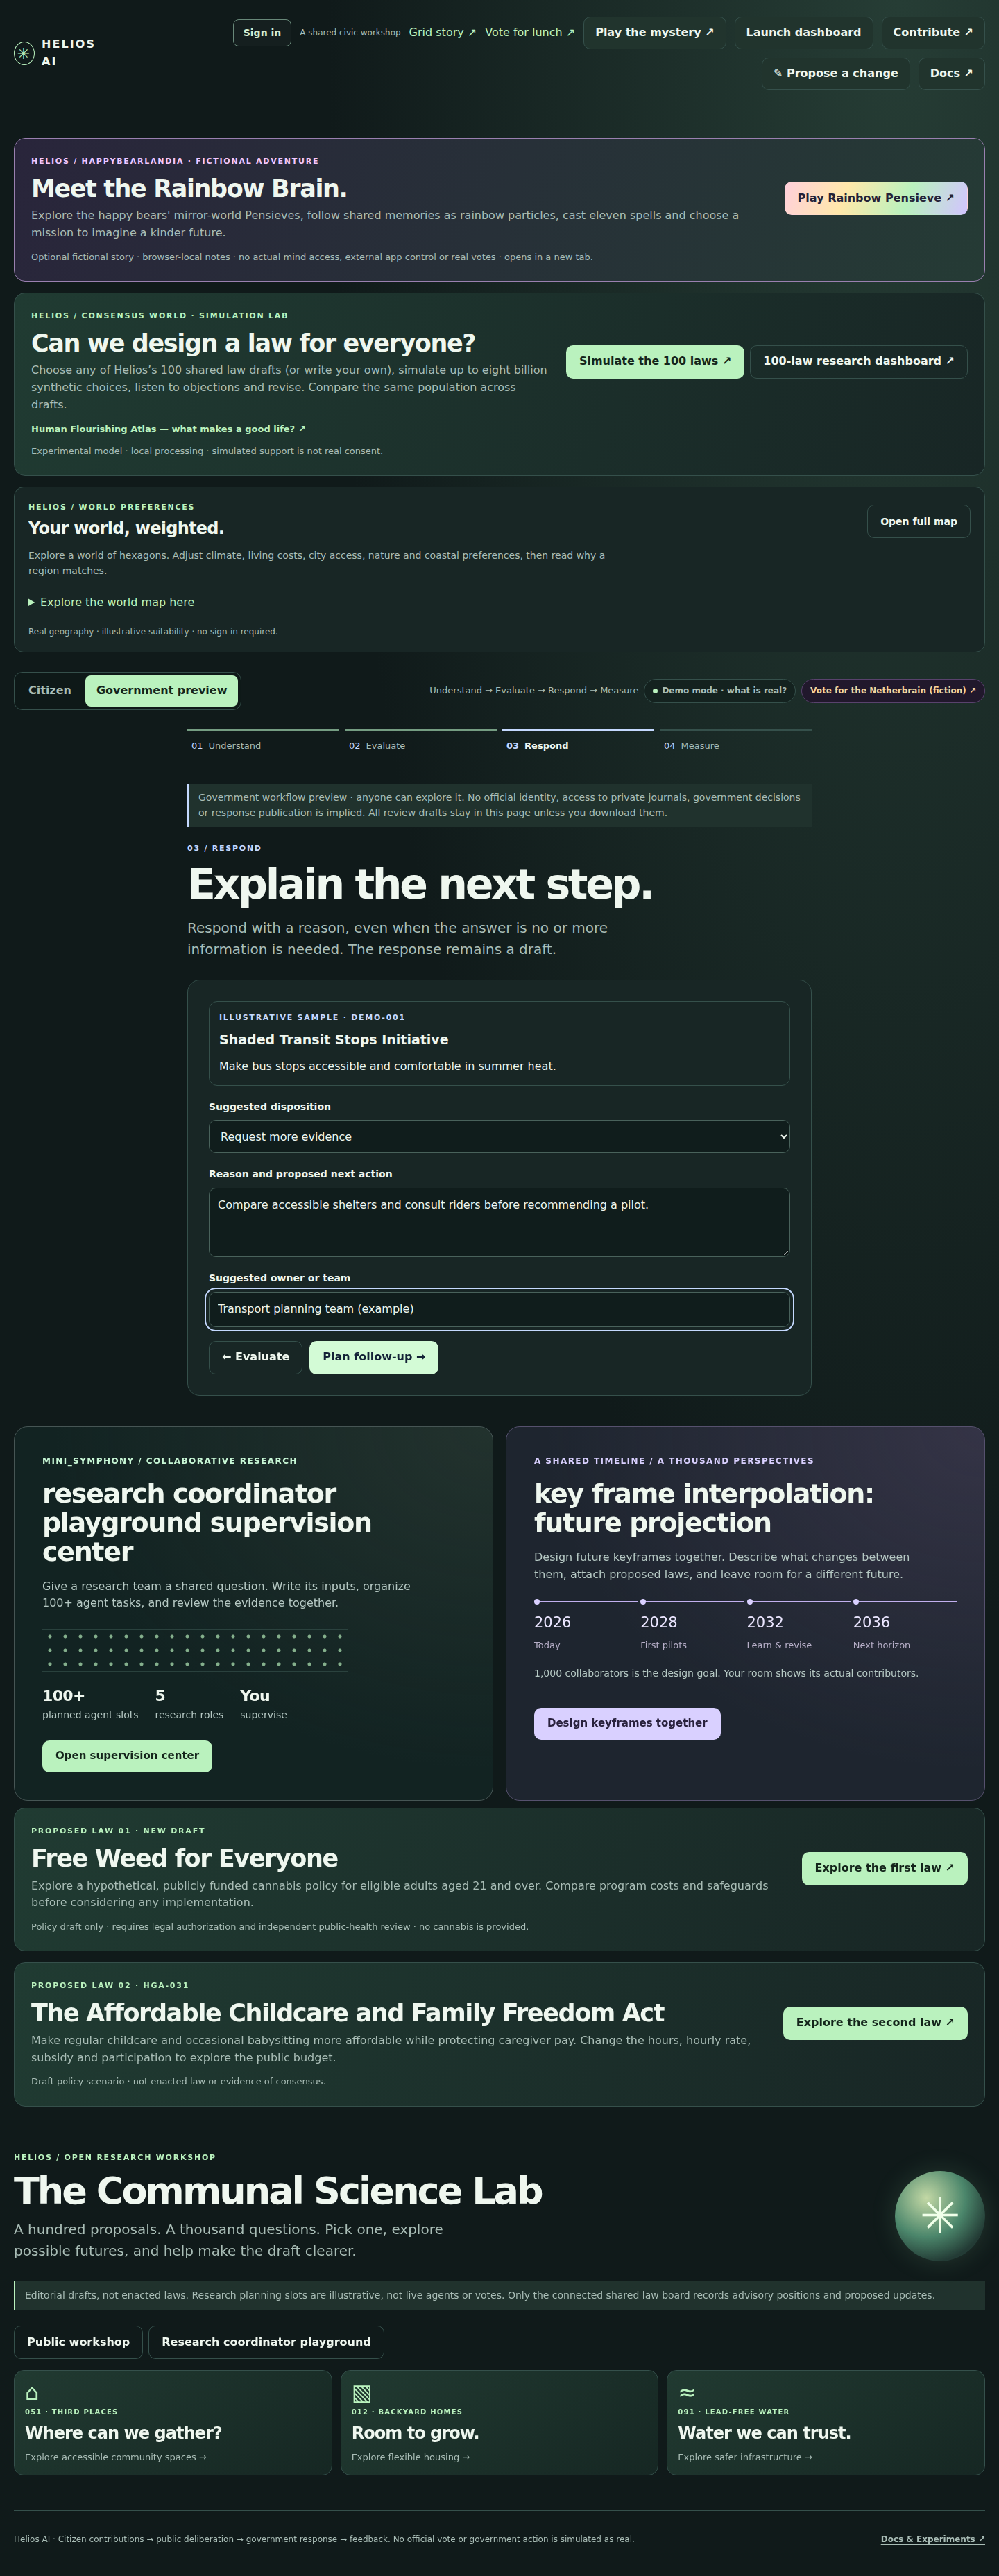 HELIOS
AI
Sign in
A shared civic workshop
Grid story ↗
Vote for lunch ↗
Play the mystery ↗
Launch dashboard
Contribute ↗
✎ Propose a change
Docs ↗
HELIOS / HAPPYBEARLANDIA · FICTIONAL ADVENTURE
Meet the Rainbow Brain.
Explore the happy bears' mirror-world Pensieves, follow shared memories as rainbow particles, cast eleven spells and choose a
mission to imagine a kinder future.
Optional fictional story · browser-local notes · no actual mind access, external app control or real votes · opens in a new tab.
Play Rainbow Pensieve ↗
HELIOS / CONSENSUS WORLD · SIMULATION LAB
Can we design a law for everyone?
Choose any of Helios’s 100 shared law drafts (or write your own), simulate up to eight billion
synthetic choices, listen to objections and revise. Compare the same population across
drafts.
Human Flourishing Atlas — what makes a good life? ↗
Experimental model · local processing · simulated support is not real consent.
Simulate the 100 laws ↗
100-law research dashboard ↗
HELIOS / WORLD PREFERENCES
Your world, weighted.
Explore a world of hexagons. Adjust climate, living costs, city access, nature and coastal preferences, then read why a
region matches.
▶ Explore the world map here
Real geography · illustrative suitability · no sign-in required.
Open full map
Citizen
Government preview
Understand → Evaluate → Respond → Measure
Demo mode · what is real?
Vote for the Netherbrain (fiction) ↗
01 Understand
02 Evaluate
03 Respond
04 Measure
Government workflow preview · anyone can explore it. No official identity, access to private journals, government decisions
or response publication is implied. All review drafts stay in this page unless you download them.
03 / RESPOND
Explain the next step.
Respond with a reason, even when the answer is no or more
information is needed. The response remains a draft.
ILLUSTRATIVE SAMPLE · DEMO-001
Shaded Transit Stops Initiative
Make bus stops accessible and comfortable in summer heat.
Suggested disposition
Request more evidence
Reason and proposed next action
Compare accessible shelters and consult riders before recommending a pilot.
Suggested owner or team
Transport planning team (example)
← Evaluate
Plan follow-up →
MINI_SYMPHONY / COLLABORATIVE RESEARCH
research coordinator
playground supervision
center
Give a research team a shared question. Write its inputs, organize
100+ agent tasks, and review the evidence together.
100+
planned agent slots
5
research roles
You
supervise
Open supervision center
A SHARED TIMELINE / A THOUSAND PERSPECTIVES
key frame interpolation:
future projection
Design future keyframes together. Describe what changes between
them, attach proposed laws, and leave room for a different future.
2026
Today
2028
First pilots
2032
Learn & revise
2036
Next horizon
1,000 collaborators is the design goal. Your room shows its actual contributors.
Design keyframes together
PROPOSED LAW 01 · NEW DRAFT
Free Weed for Everyone
Explore a hypothetical, publicly funded cannabis policy for eligible adults aged 21 and over. Compare program costs and safeguards
before considering any implementation.
Policy draft only · requires legal authorization and independent public-health review · no cannabis is provided.
Explore the first law ↗
PROPOSED LAW 02 · HGA-031
The Affordable Childcare and Family Freedom Act
Make regular childcare and occasional babysitting more affordable while protecting caregiver pay. Change the hours, hourly rate,
subsidy and participation to explore the public budget.
Draft policy scenario · not enacted law or evidence of consensus.
Explore the second law ↗
HELIOS / OPEN RESEARCH WORKSHOP
The Communal Science Lab
A hundred proposals. A thousand questions. Pick one, explore
possible futures, and help make the draft clearer.
Editorial drafts, not enacted laws. Research planning slots are illustrative, not live agents or votes. Only the connected shared law board records advisory positions and proposed updates.
Public workshop
Research coordinator playground
051 · THIRD PLACES
Where can we gather?
Explore accessible community spaces →
012 · BACKYARD HOMES
Room to grow.
Explore flexible housing →
091 · LEAD-FREE WATER
Water we can trust.
Explore safer infrastructure →
Helios AI · Citizen contributions → public deliberation → government response → feedback. No official vote or government action is simulated as real.
Docs & Experiments ↗